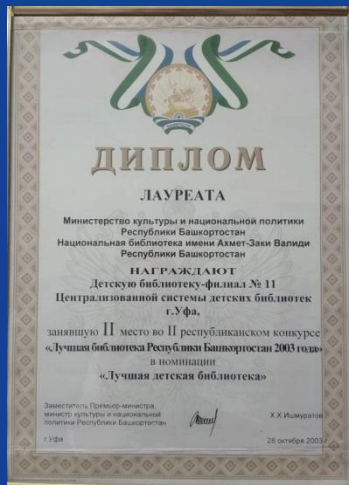 ДИПЛОМ
ЛАУРЕАТА
Министерство культуры и национальной политики
Республики Башкортостан
Национальная библиотека имени Ахмет-Заки Валиди
Республики Башкортостан
НАГРАЖДАЮТ
Детскую библиотеку-филиал № 11
Централизованной системы детских библиотек
г.Уфа,
занявшую II место во II республиканском конкурсе
«Лучшая библиотека Республики Башкортостан 2003 года»
в номинации
«Лучшая детская библиотека»
Заместитель Премьер-министра,
министр культуры и национальной
политики Республики Башкортостан
Х.Х.Ишмуратов
г.Уфа
28 октября 2003